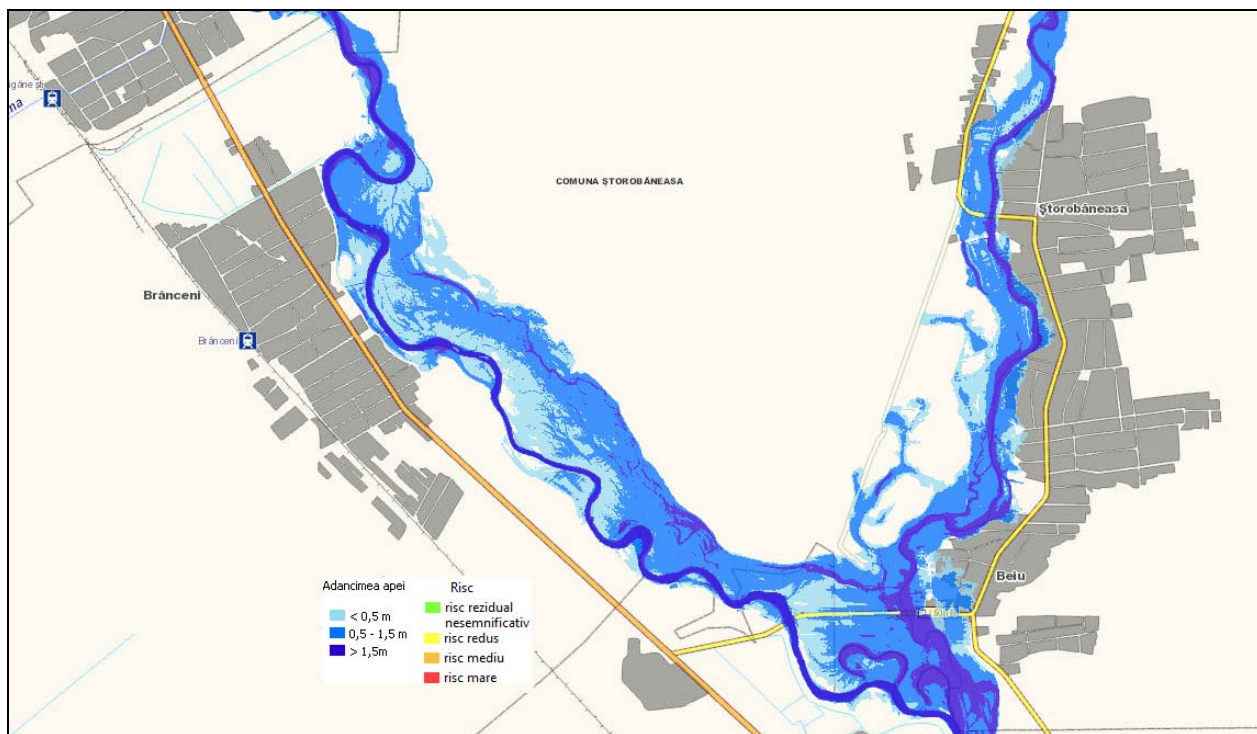 COMUNA ŞTOROBĂNEASA
Ştorobăneasa
Brânceni
Brânceni
Beiu
Adancimea apei
< 0,5 m
0,5 - 1,5 m
> 1,5m
Risc
risc rezidual
nesemnificativ
risc redus
risc mediu
risc mare